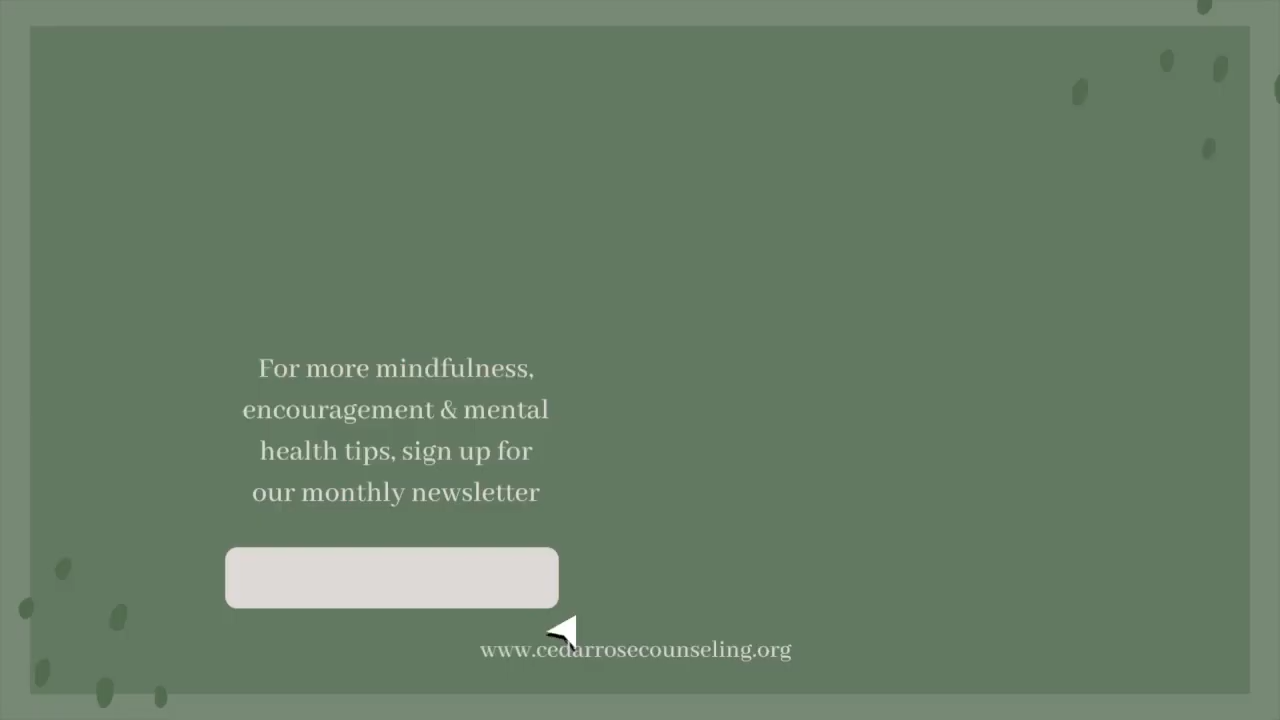 For more mindfulness,
encouragement & mental
health tips, sign up for
our monthly newsletter
www.cedarrosecounseling.org